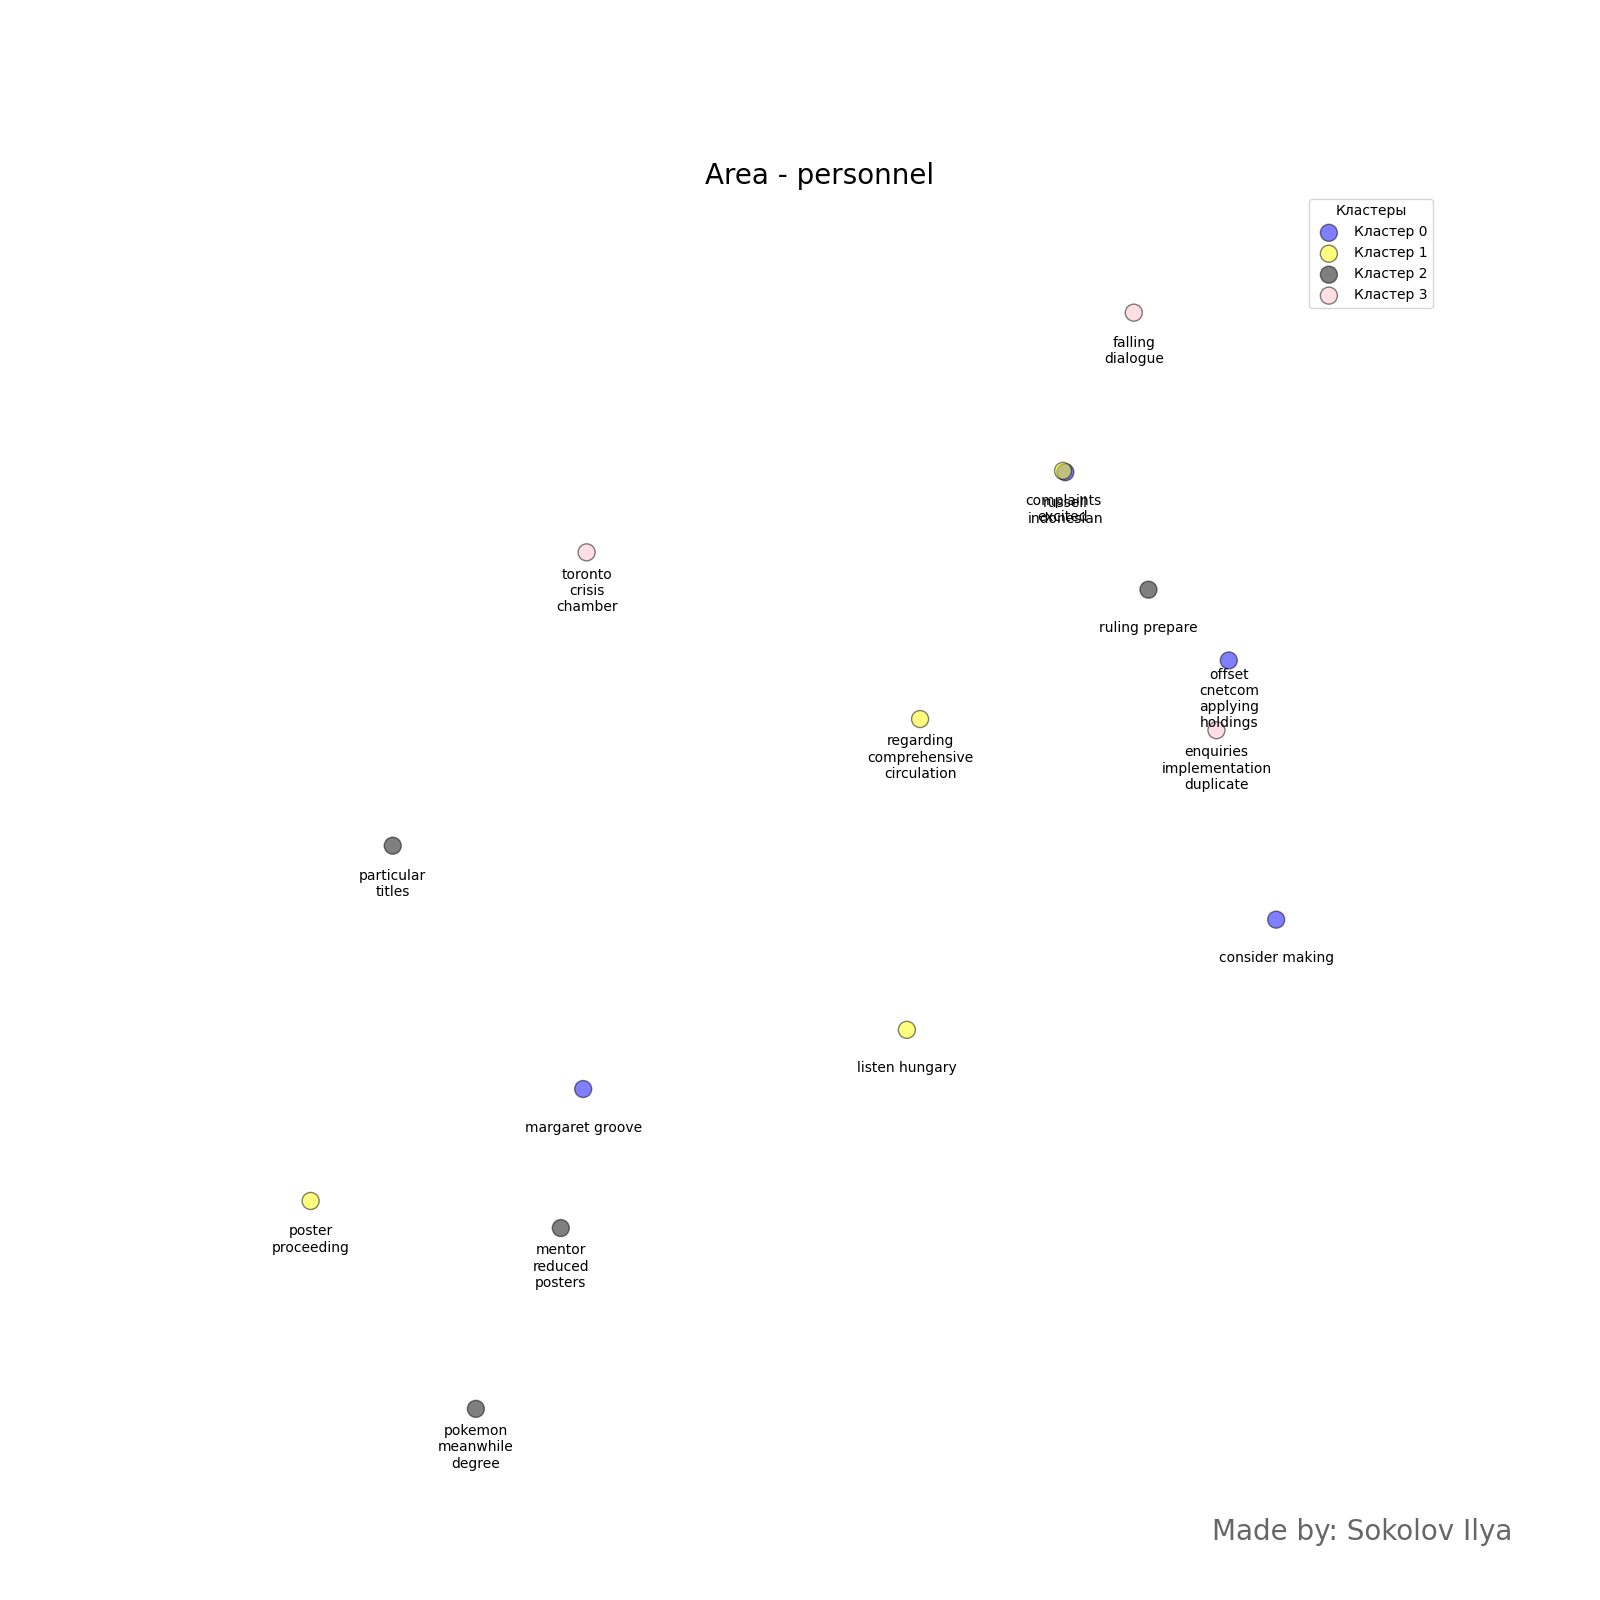 Area - personnel
Кластеры
Кластер 0
Кластер 1
Кластер 2
Кластер 3
falling
dialogue
complaints
excited
russell
indonesian
toronto
crisis
chamber
ruling prepare
offset
cnetcom
applying
holdings
regarding
comprehensive
circulation
enquiries
implementation
duplicate
particular
titles
consider making
listen hungary
margaret groove
poster
proceeding
mentor
reduced
posters
pokemon
meanwhile
degree
Made by: Sokolov Ilya